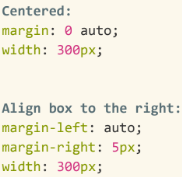 Centered:
margin: 0 auto;
width: 300px;
Align box to the right:
margin-left: auto;
margin-right: 5px;
width: 300px;